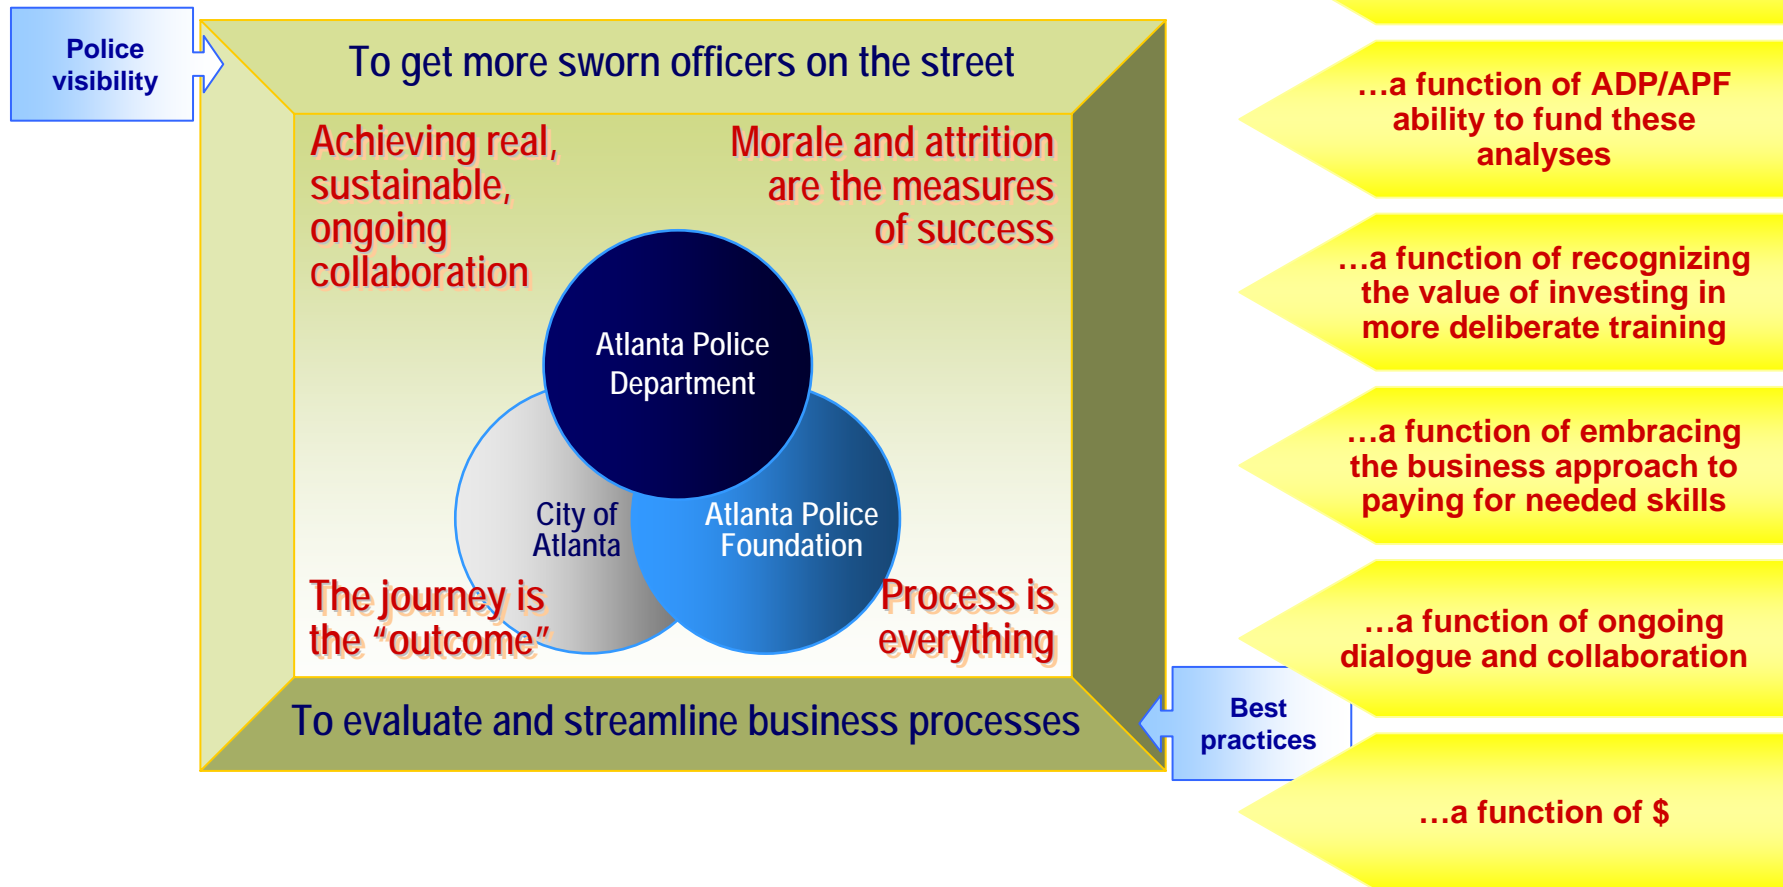 Police
visibility
To get more sworn officers on the street
Achieving real,
sustainable,
ongoing
collaboration
Morale and attrition
are the measures
of success
Atlanta Police
Department
City of
Atlanta
Atlanta Police
Foundation
The journey is
the “outcome”
Process is
everything
To evaluate and streamline business processes
Best
practices
…a function of ADP/APF
ability to fund these
analyses
…a function of recognizing
the value of investing in
more deliberate training
…a function of embracing
the business approach to
paying for needed skills
…a function of ongoing
dialogue and collaboration
…a function of $